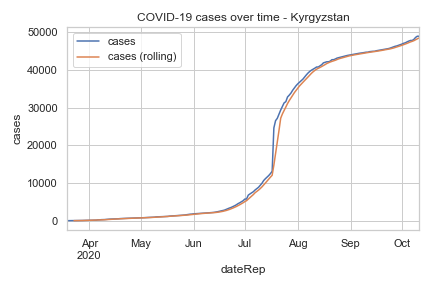 COVID-19 cases over time - Kyrgyzstan
50000
40000
30000
20000
10000
0
cases
cases
cases (rolling)
Apr
2020
May
Jun
Jul
Aug
Sep
Oct
dateRep